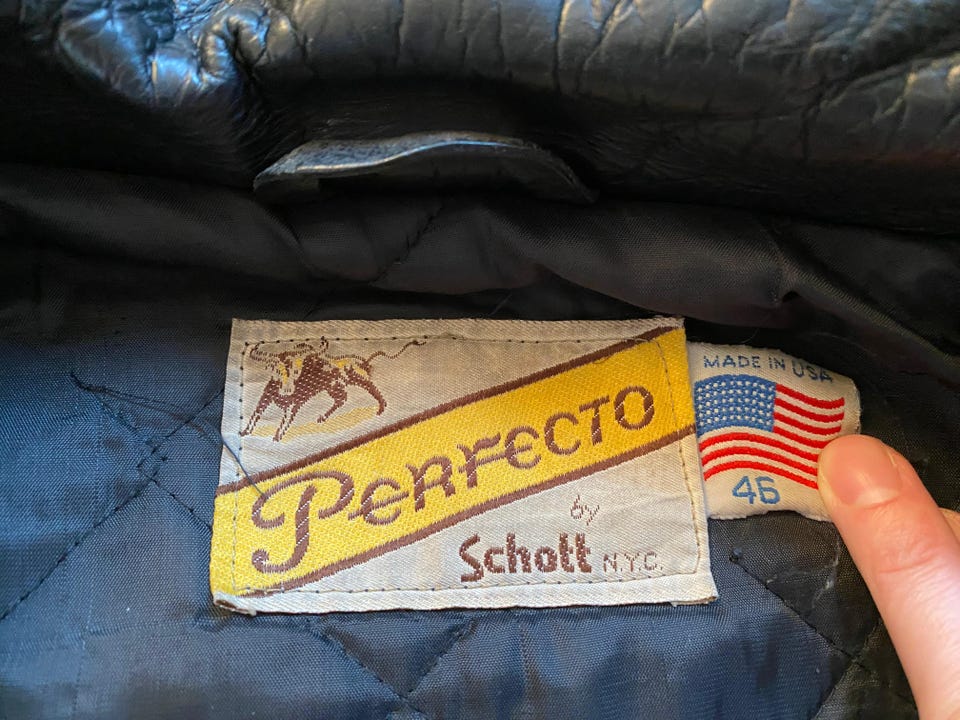 PERFECTO
by
Schott N.Y.C.
MADE IN USA
46